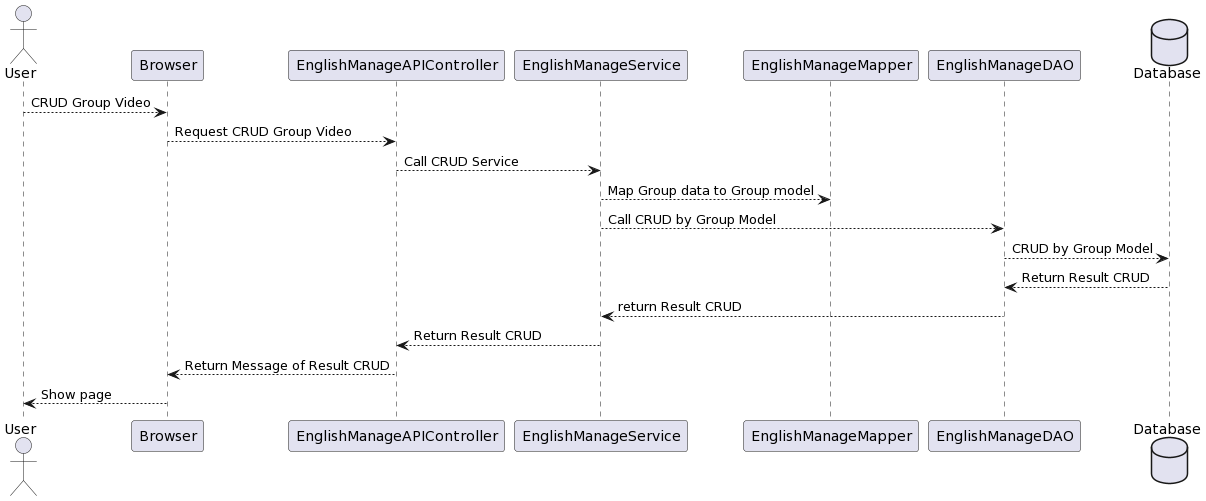 User
Browser
EnglishManageAPIController
EnglishManageService
EnglishManageMapper
EnglishManageDAO
Database
CRUD Group Video
Request CRUD Group Video
Call CRUD Service
Map Group data to Group model
Call CRUD by Group Model
CRUD by Group Model
Return Result CRUD
return Result CRUD
Return Result CRUD
Return Message of Result CRUD
Show page
User
Browser
EnglishManageAPIController
EnglishManageService
EnglishManageMapper
EnglishManageDAO
Database